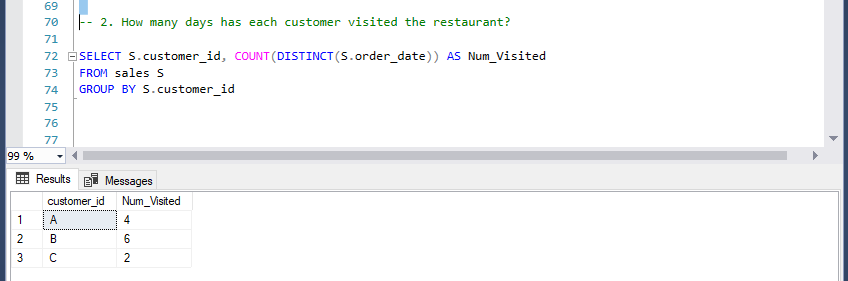 69
70 -- 2. How many days has each customer visited the restaurant?
71
72 SELECT S.customer_id, COUNT(DISTINCT(S.order_date)) AS Num_Visited
73 FROM sales S
74 GROUP BY S.customer_id
75
76
77
99 %
Results Messages
customer_id Num_Visited
1 A 4
2 B 6
3 C 2